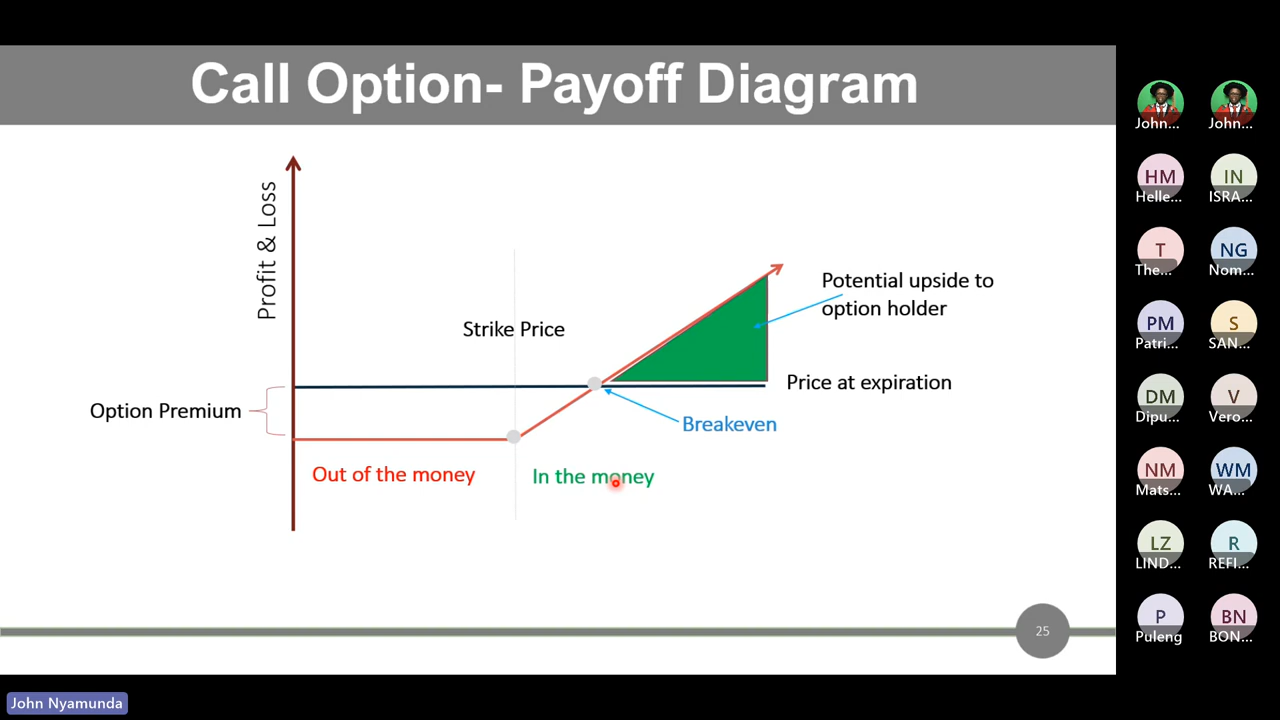 Call Option- Payoff Diagram
Profit & Loss
Strike Price
Potential upside to
option holder
Price at expiration
Option Premium
Breakeven
Out of the money
In the money
25
John Nyamunda
John...
John...
HM
Helle...
IN
ISRA...
T
The...
NG
Nom...
PM
Patri...
S
SAN...
DM
Dipu...
V
Vero...
NM
Mats...
WM
WA...
LZ
LIND...
R
REFI...
P
Puleng
BN
BON...